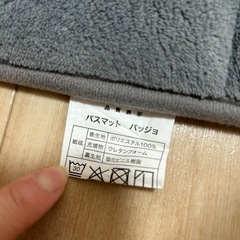 品質表示
バスマット バッジョ
組成
表生地 ポリエステル100%
充填物 ウレタンフォーム
裏生地 塩化ビニル樹脂
30